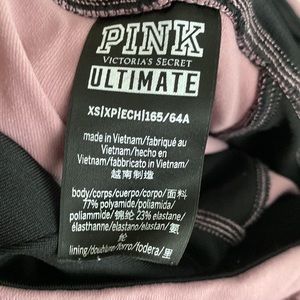 PINK
VICTORIA'S SECRET
ULTIMATE
XS|XP|ECH|165/64A
made in Vietnam/fabriqué au
Vietnam/hecho en
Vietnam/fabbricato in Vietnam/
越南制造
body/corps/cuerpo/corpo/面料
77% polyamide/poliamida/
poliammide/锦纶 23% elastane/
élasthanne/elastano/elastan/氨
纶
lining/doublure/forro/fodera/里